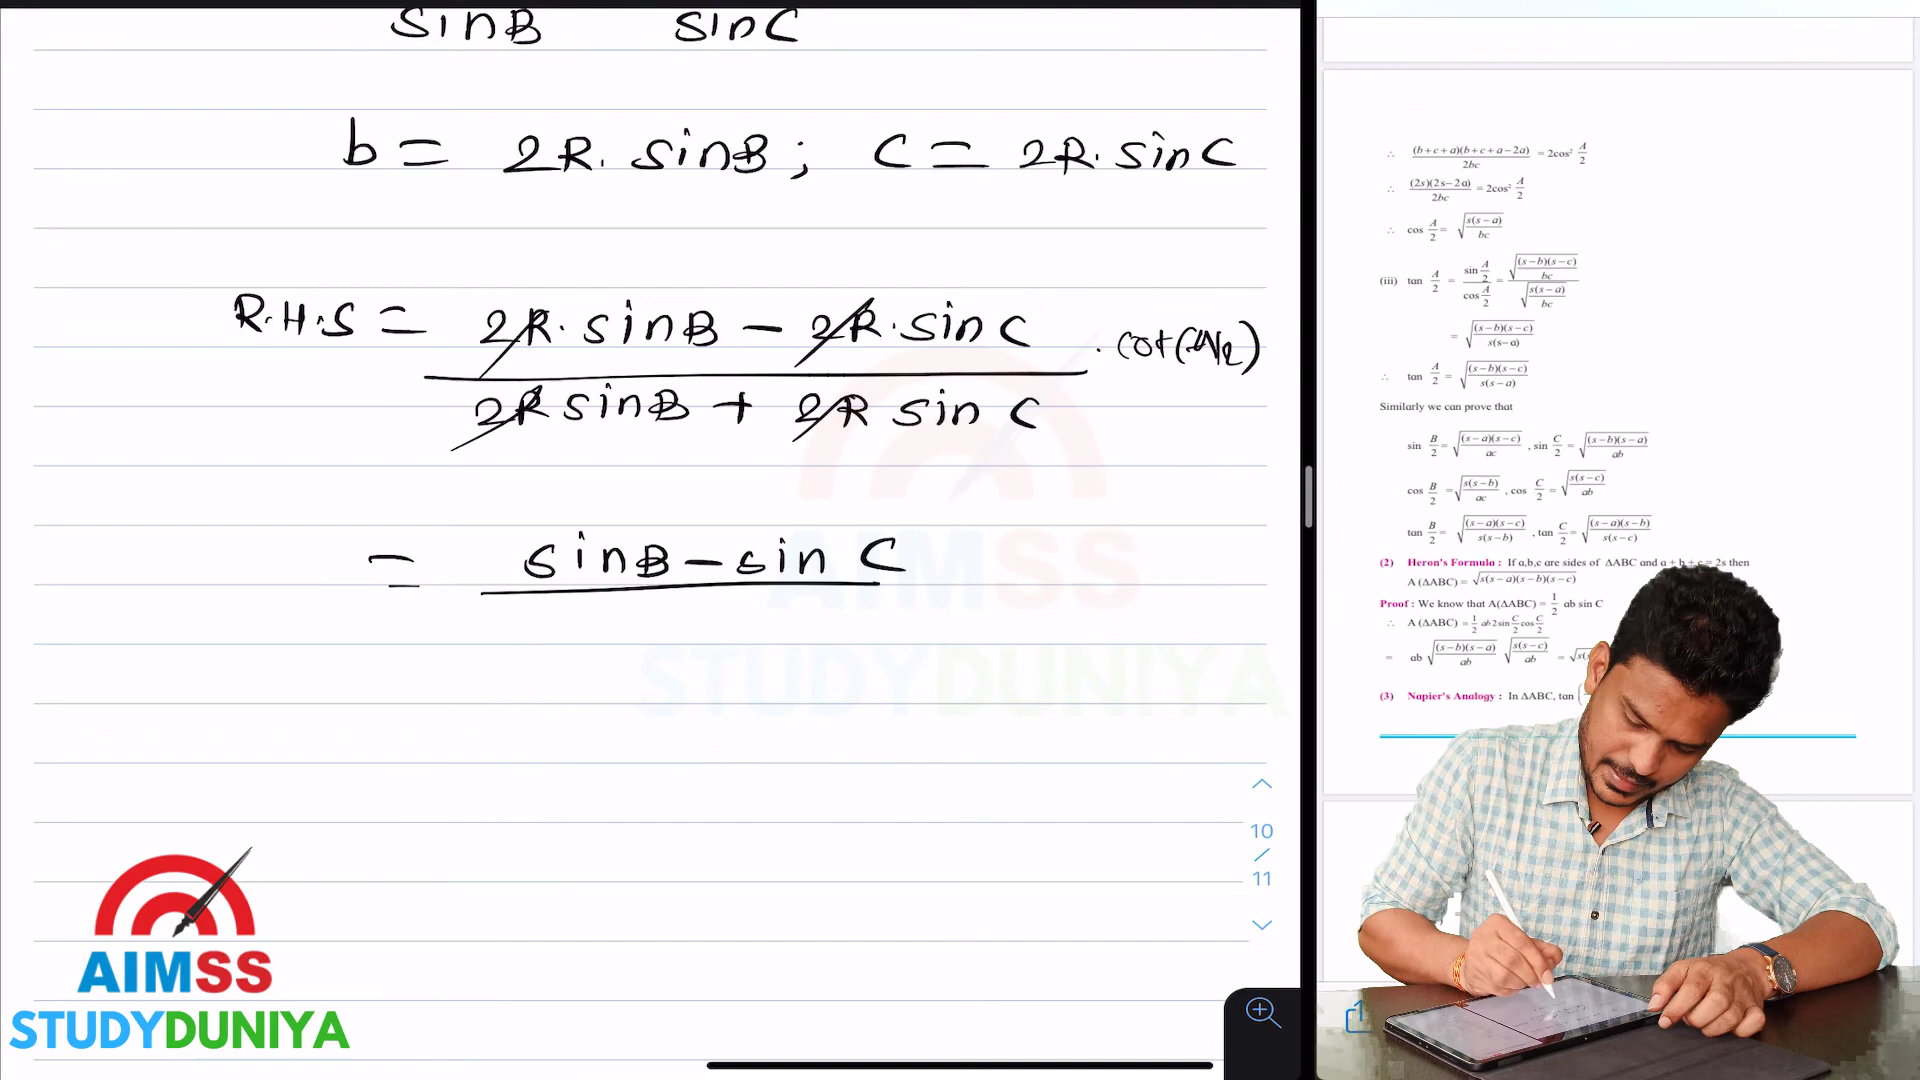 sinB sinC
b = 2R. sinB ; C = 2R. sinC
R.H.S = 2R. sinB − 2R. sin C . cot(A/2)
2R sinB + 2R sin C
= sinB − sin C
AIMSS
STUDYDUNIYA
10
/
11
AIMSS
STUDYDUNIYA
∴ (b+c+a)(b+c+a-2a) / 2bc = 2cos² A/2
∴ (2s)(2s-2a) / 2bc = 2cos² A/2
∴ cos A/2 = √ s(s-a) / bc
(iii) tan A/2 = sin A/2 / cos A/2 = √ (s-b)(s-c) / bc / √ s(s-a) / bc
= √ (s-b)(s-c) / s(s-a)
∴ tan A/2 = √ (s-b)(s-c) / s(s-a)
Similarly we can prove that
sin B/2 = √ (s-a)(s-c) / ac , sin C/2 = √ (s-b)(s-a) / ab
cos B/2 = √ s(s-b) / ac , cos C/2 = √ s(s-c) / ab
tan B/2 = √ (s-a)(s-c) / s(s-b) , tan C/2 = √ (s-a)(s-b) / s(s-c)
(2) Heron's Formula : If a,b,c are sides of ΔABC and a + b + c = 2s then
A (ΔABC) = √ s(s-a)(s-b)(s-c)
Proof : We know that A(ΔABC) = 1/2 ab sin C
∴ A (ΔABC) = 1/2 ab 2sin C/2 cos C/2
= ab √ (s-b)(s-a) / ab √ s(s-c) / ab = √ s(s
(3) Napier's Analogy : In ΔABC, tan